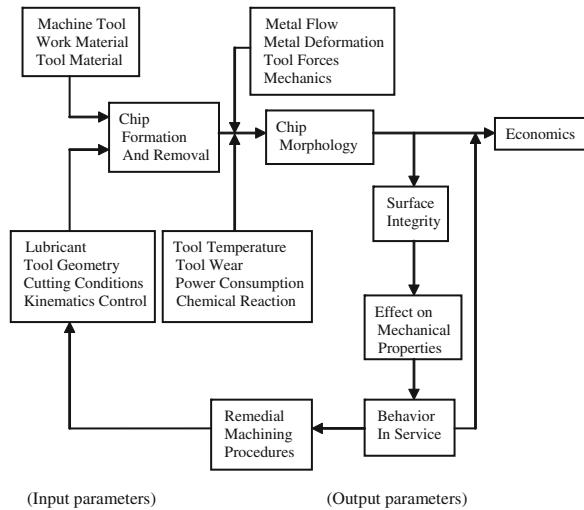 Machine Tool
Work Material
Tool Material
Metal Flow
Metal Deformation
Tool Forces
Mechanics
Chip
Formation
And Removal
Chip
Morphology
Economics
Surface
Integrity
Lubricant
Tool Geometry
Cutting Conditions
Kinematics Control
Tool Temperature
Tool Wear
Power Consumption
Chemical Reaction
Effect on
Mechanical
Properties
Remedial
Machining
Procedures
Behavior
In Service
(Input parameters)
(Output parameters)